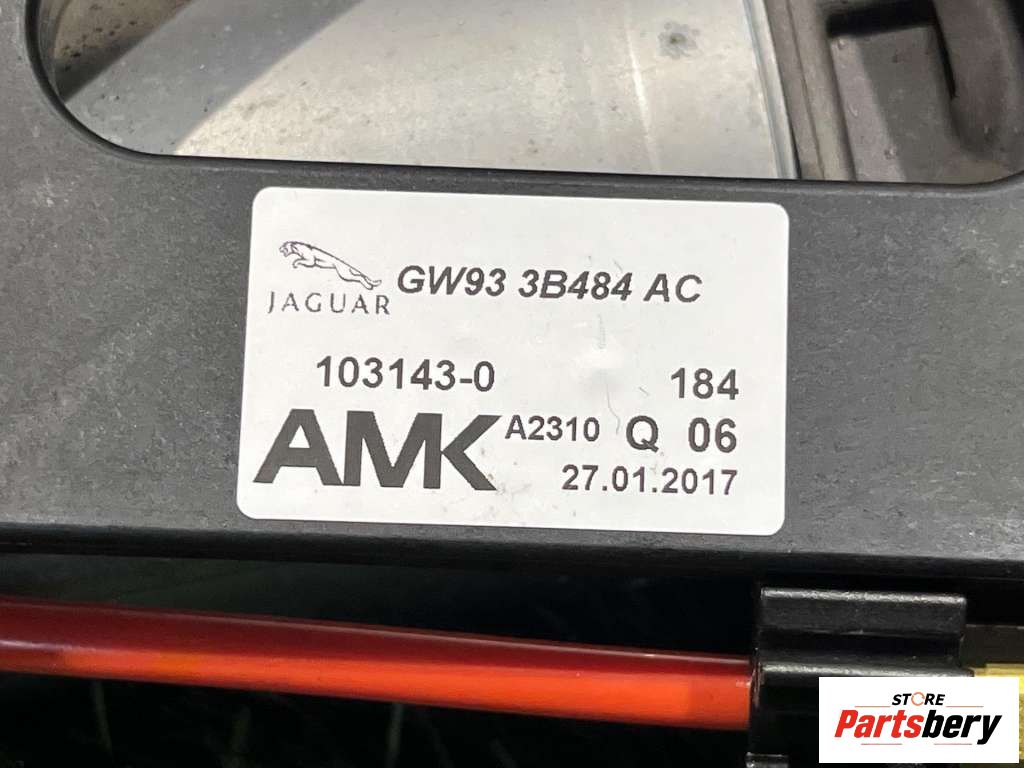 JAGUAR GW93 3B484 AC
103143-0 184
AMK A2310 Q 06
27.01.2017
STORE
Partsbery